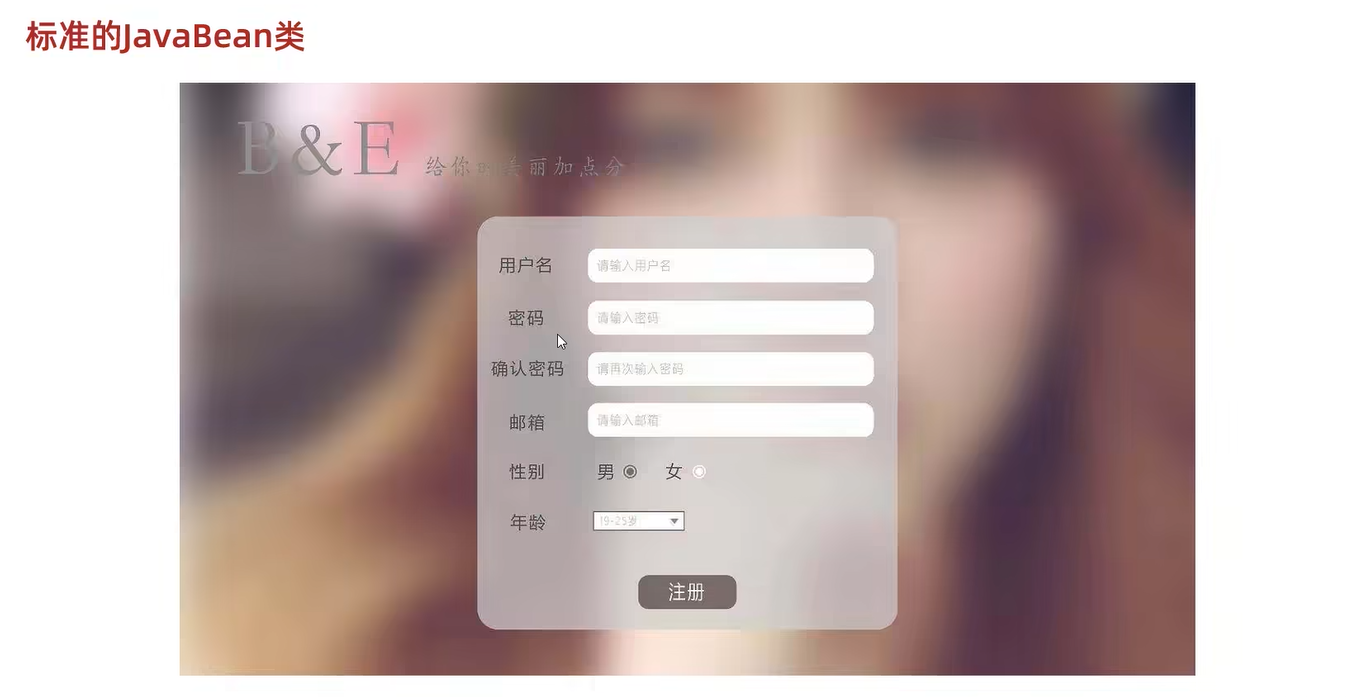 标准的JavaBean类
B&E 给你的美丽加点分
用户名 请输入用户名
密码 请输入密码
确认密码 请再次输入密码
邮箱 请输入邮箱
性别 男 女
年龄 19-25岁
注册